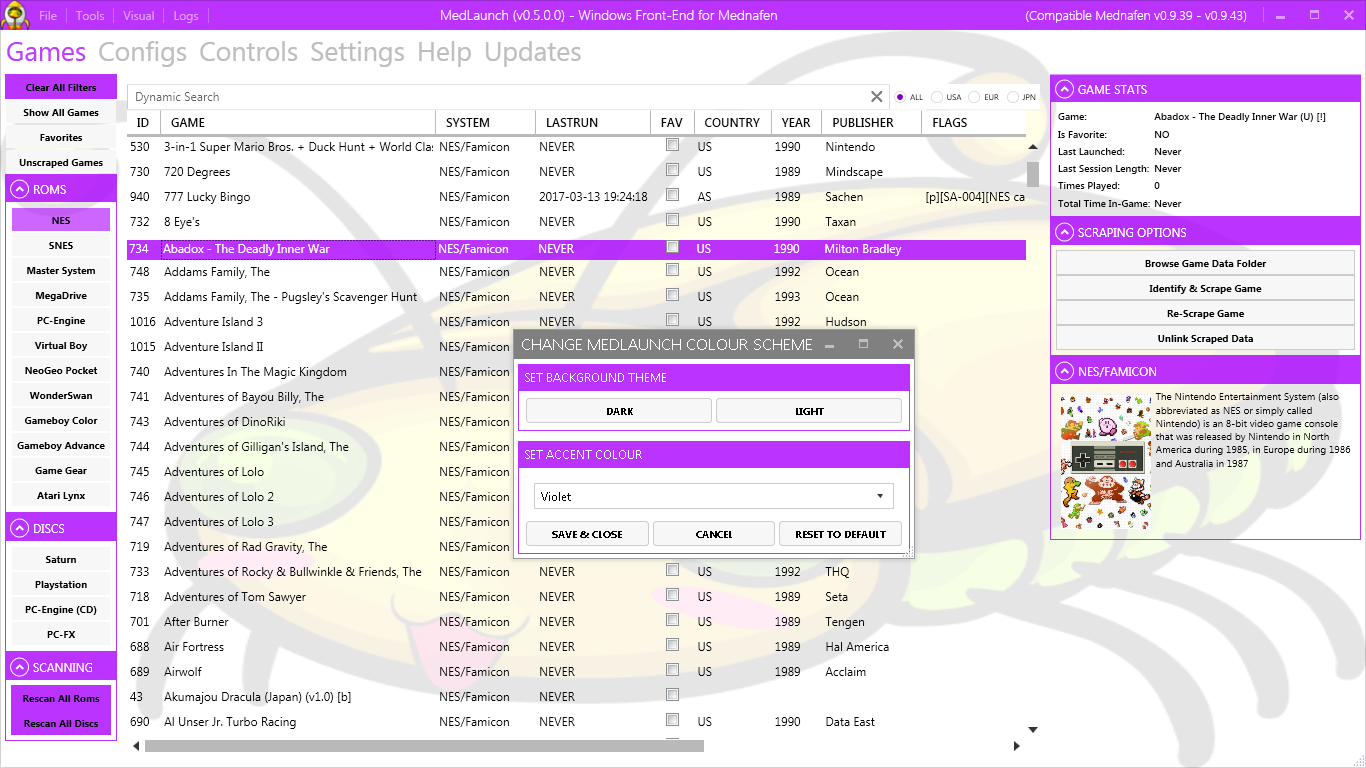 File Tools Visual Logs MedLaunch (v0.5.0.0) - Windows Front-End for Mednafen (Compatible Mednafen v0.9.39 - v0.9.43)
Games Configs Controls Settings Help Updates
Clear All Filters
Show All Games
Favorites
Unscraped Games
ROMS
NES
SNES
Master System
MegaDrive
PC-Engine
Virtual Boy
NeoGeo Pocket
WonderSwan
Gameboy Color
Gameboy Advance
Game Gear
Atari Lynx
DISCS
Saturn
Playstation
PC-Engine (CD)
PC-FX
SCANNING
Rescan All Roms
Rescan All Discs
Dynamic Search ALL USA EUR JPN
ID GAME SYSTEM LASTRUN FAV COUNTRY YEAR PUBLISHER FLAGS
530 3-in-1 Super Mario Bros. + Duck Hunt + World Clas NES/Famicon NEVER US 1990 Nintendo
730 720 Degrees NES/Famicon NEVER US 1989 Mindscape
940 777 Lucky Bingo NES/Famicon 2017-03-13 19:24:18 AS 1989 Sachen [p][SA-004][NES ca
732 8 Eye's NES/Famicon NEVER US 1990 Taxan
734 Abadox - The Deadly Inner War NES/Famicon NEVER US 1990 Milton Bradley
748 Addams Family, The NES/Famicon NEVER US 1992 Ocean
735 Addams Family, The - Pugsley's Scavenger Hunt NES/Famicon NEVER US 1993 Ocean
1016 Adventure Island 3 NES/Famicon NEVER US 1992 Hudson
1015 Adventure Island II NES/Famicon
740 Adventures In The Magic Kingdom NES/Famicon
741 Adventures of Bayou Billy, The NES/Famicon
743 Adventures of DinoRiki NES/Famicon
744 Adventures of Gilligan's Island, The NES/Famicon
745 Adventures of Lolo NES/Famicon
746 Adventures of Lolo 2 NES/Famicon
747 Adventures of Lolo 3 NES/Famicon
719 Adventures of Rad Gravity, The NES/Famicon
733 Adventures of Rocky & Bullwinkle & Friends, The NES/Famicon NEVER US 1992 THQ
718 Adventures of Tom Sawyer NES/Famicon NEVER US 1989 Seta
701 After Burner NES/Famicon NEVER US 1989 Tengen
688 Air Fortress NES/Famicon NEVER US 1989 Hal America
689 Airwolf NES/Famicon NEVER US 1989 Acclaim
43 Akumajou Dracula (Japan) (v1.0) [b] NES/Famicon NEVER
690 Al Unser Jr. Turbo Racing NES/Famicon NEVER US 1990 Data East
CHANGE MEDLAUNCH COLOUR SCHEME
SET BACKGROUND THEME
DARK LIGHT
SET ACCENT COLOUR
Violet
SAVE & CLOSE CANCEL RESET TO DEFAULT
GAME STATS
Game: Abadox - The Deadly Inner War (U) [!]
Is Favorite: NO
Last Launched: Never
Last Session Length: Never
Times Played: 0
Total Time In-Game: Never
SCRAPING OPTIONS
Browse Game Data Folder
Identify & Scrape Game
Re-Scrape Game
Unlink Scraped Data
NES/FAMICON
The Nintendo Entertainment System (also
abbreviated as NES or simply called
Nintendo) is an 8-bit video game console
that was released by Nintendo in North
America during 1985, in Europe during 1986
and Australia in 1987